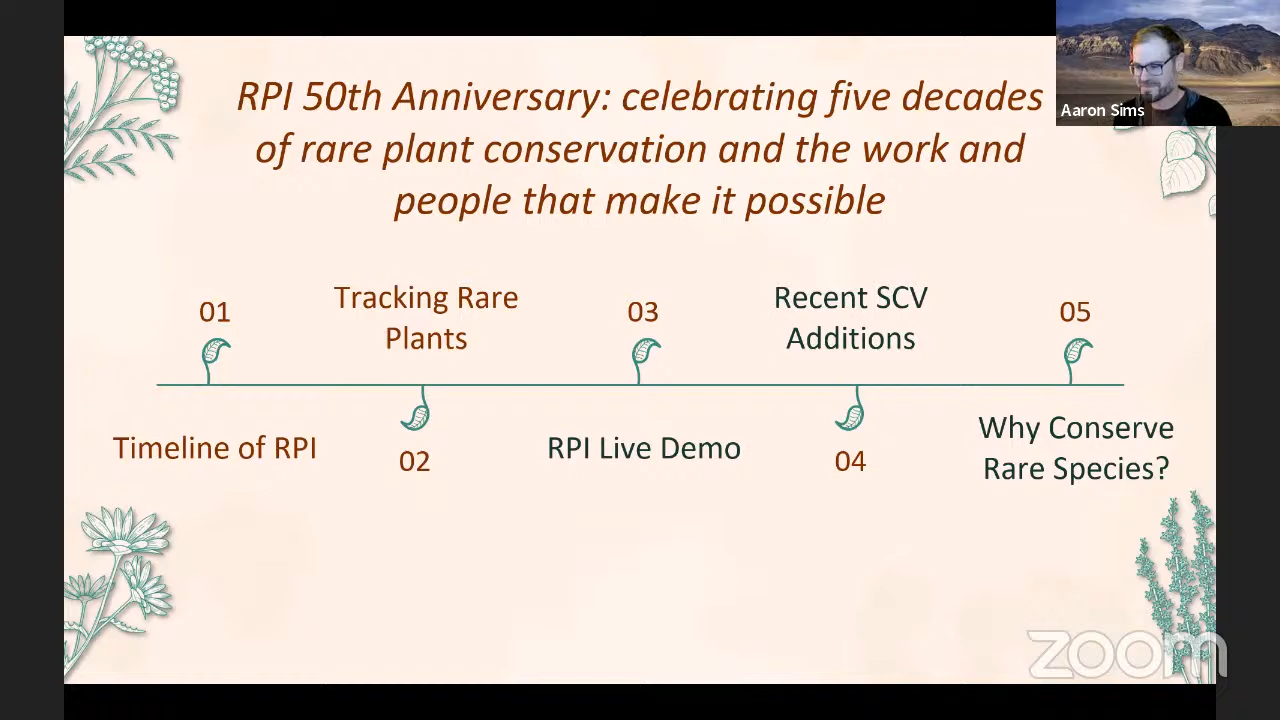 RPI 50th Anniversary: celebrating five decades
of rare plant conservation and the work and
people that make it possible
Aaron Sims
01
Tracking Rare
Plants
03
Recent SCV
Additions
05
Timeline of RPI
02
RPI Live Demo
04
Why Conserve
Rare Species?
zoom